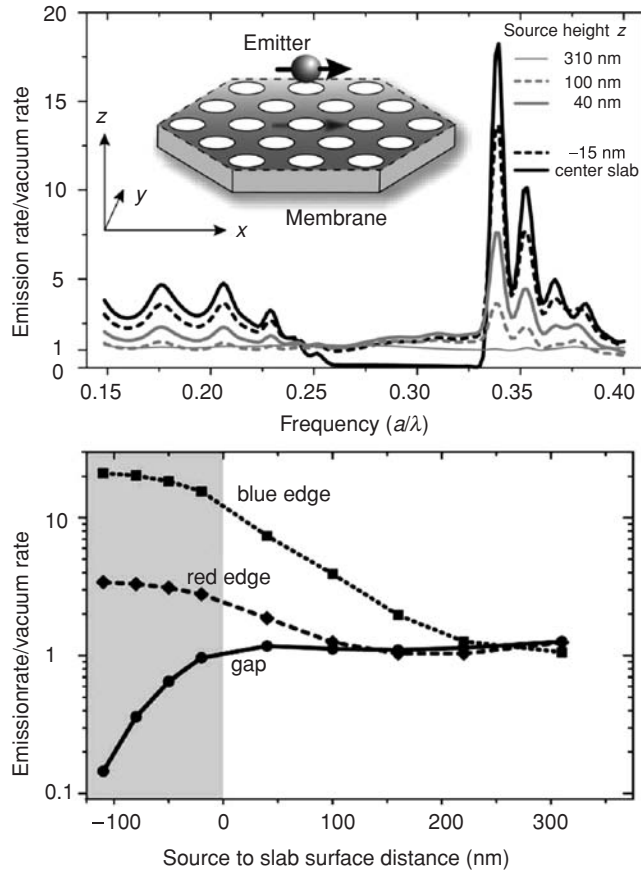 20
15
10
5
1
0
Emission rate/vacuum rate
Emitter
z
y
x
Membrane
Source height z
310 nm
100 nm
40 nm
−15 nm
center slab
0.15
0.20
0.25
0.30
0.35
0.40
Frequency (a/λ)
10
1
0.1
Emissionrate/vacuum rate
blue edge
red edge
gap
−100
0
100
200
300
Source to slab surface distance (nm)